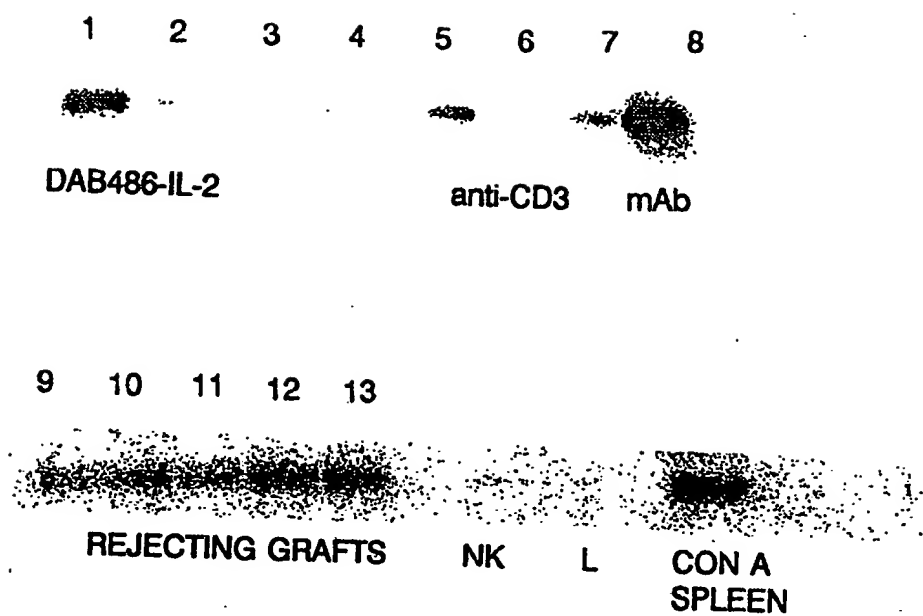 1 2 3 4 5 6 7 8
DAB486-IL-2 anti-CD3 mAb
9 10 11 12 13
REJECTING GRAFTS NK L CON A
SPLEEN